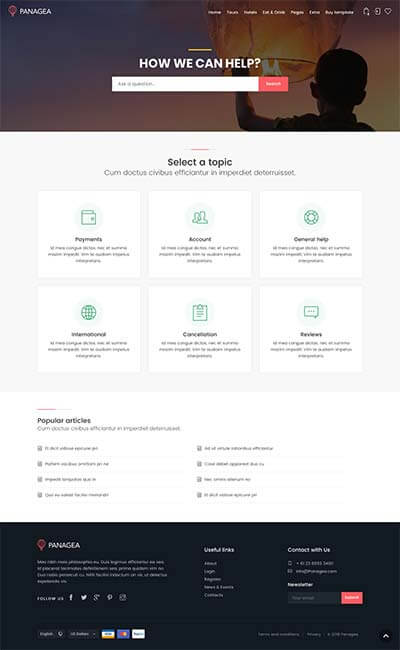 PANAGEA
Home Tours Hotels Eat & Drink Pages Extra Buy template
HOW WE CAN HELP?
Ask a question... Search
Select a topic
Cum doctus civibus efficiantur in imperdiet deterruisset.
Payments
Id mea congue dictas, nec et summo
mazim impedit. Vim te audiam impetus
interpretaris.
Account
Id mea congue dictas, nec et summo
mazim impedit. Vim te audiam impetus
interpretaris.
General help
Id mea congue dictas, nec et summo
mazim impedit. Vim te audiam impetus
interpretaris.
International
Id mea congue dictas, nec et summo
mazim impedit. Vim te audiam impetus
interpretaris.
Cancellation
Id mea congue dictas, nec et summo
mazim impedit. Vim te audiam impetus
interpretaris.
Reviews
Id mea congue dictas, nec et summo
mazim impedit. Vim te audiam impetus
interpretaris.
Popular articles
Cum doctus civibus efficiantur in imperdiet deterruisset.
Et dicit vidisse epicurei pri
Ad sit virtute rationibus efficiantur
Putem vocibus omittam pri ne
Case debet appareat duo cu
Impedit torquatos quo in
Nec omnis alienum no
Quo eu soleat facilisi menandri
Et dicit vidisse epicurei pri
PANAGEA
Mea nibh meis philosophia eu. Duis legimus efficiantur ea sea.
Id placerat tacimates definitionem sea, prima quidam vim no.
Duo nobis persecuti cu. Nihil facilisi indoctum an vix, ut delectus
expetendis vis.
FOLLOW US
Useful links
About
Login
Register
News & Events
Contacts
Contact with Us
info@Panagea.com
Newsletter
Your email Submit
English US Dollars
Terms and conditions Privacy © 2018 Panagea